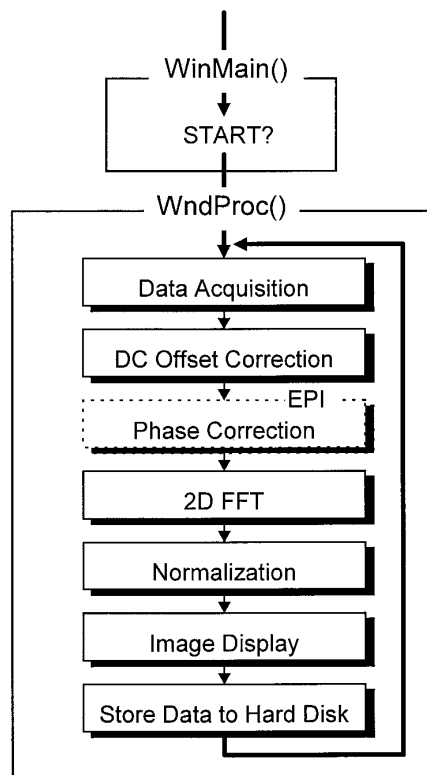 WinMain()
START?
WndProc()
Data Acquisition
DC Offset Correction
EPI
Phase Correction
2D FFT
Normalization
Image Display
Store Data to Hard Disk